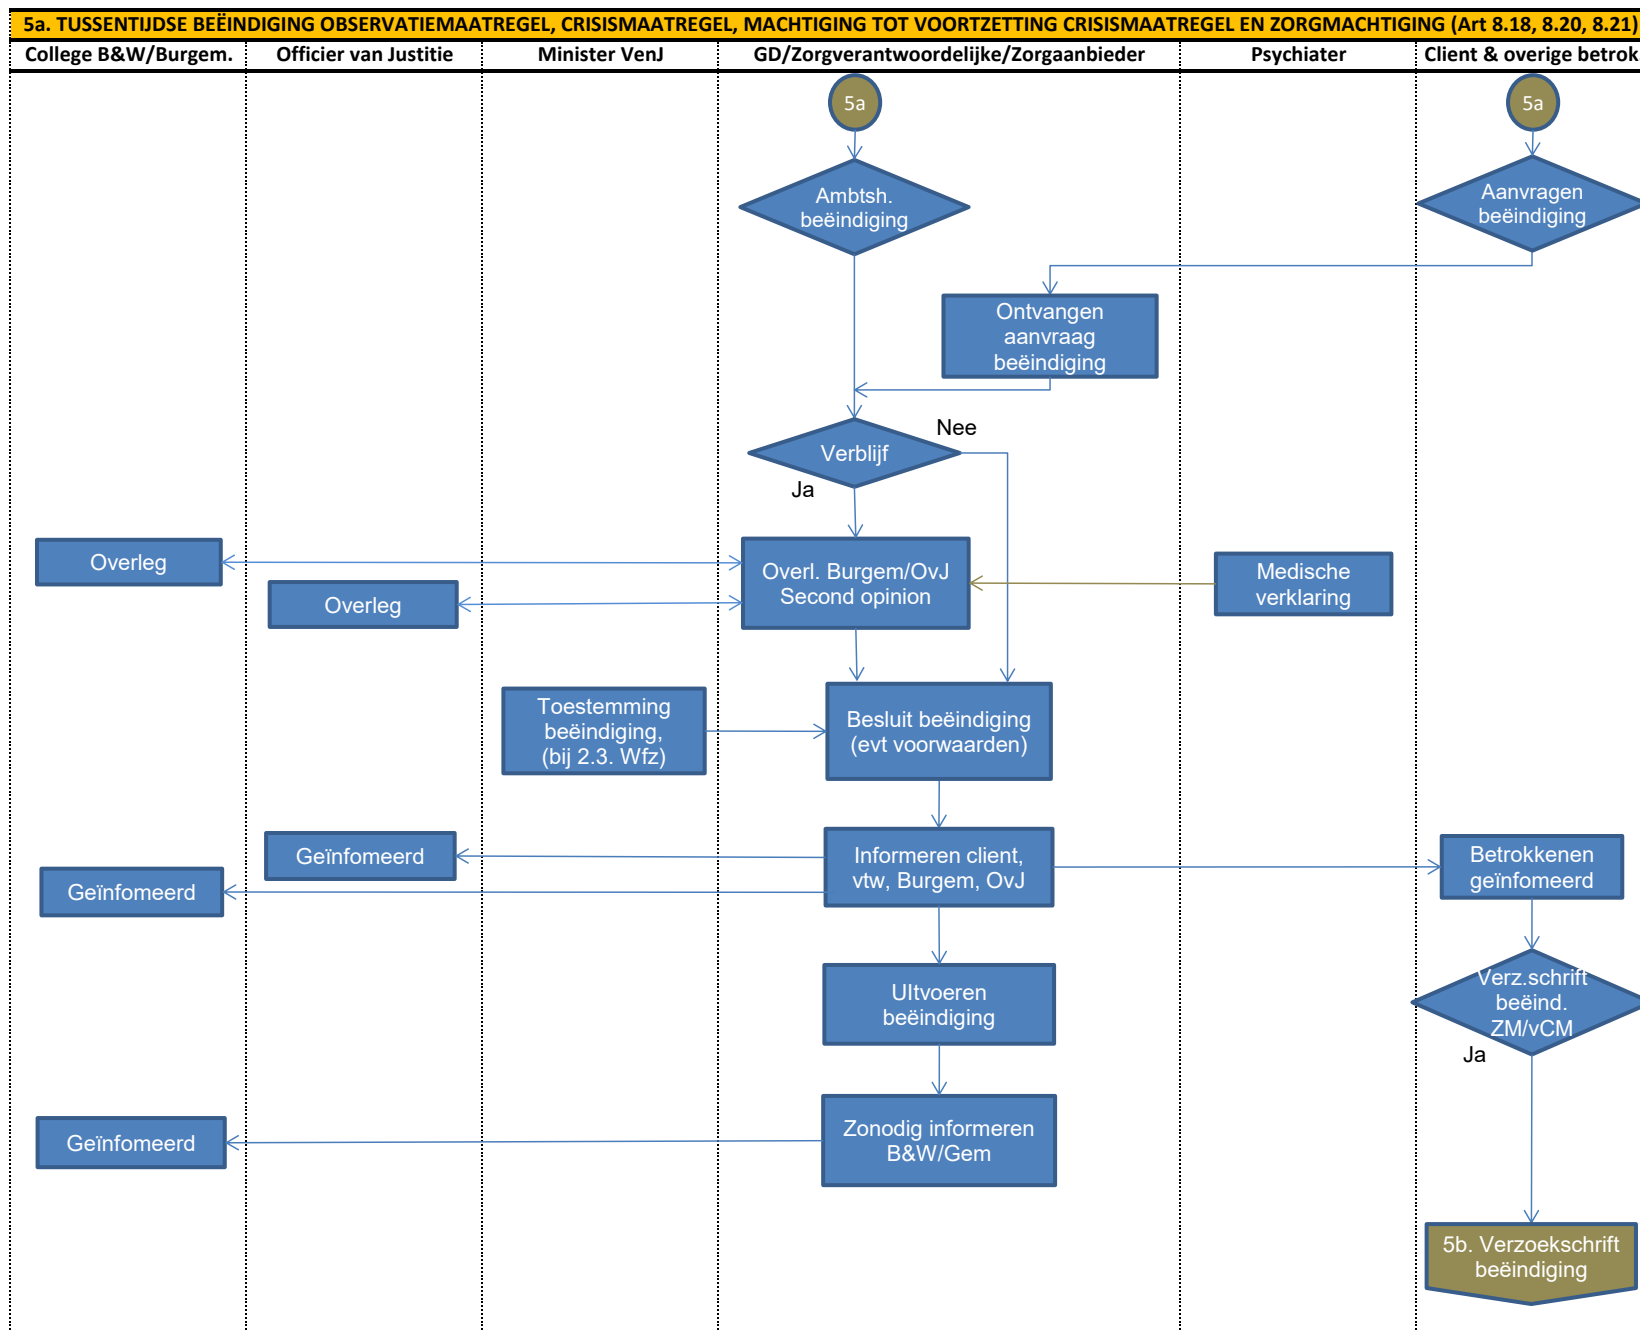 5a. TUSSENTIJDSE BEËINDIGING OBSERVATIEMAATREGEL, CRISISMAATREGEL, MACHTIGING TOT VOORTZETTING CRISISMAATREGEL EN ZORGMACHTIGING (Art 8.18, 8.20, 8.21)
College B&W/Burgem. Officier van Justitie Minister VenJ GD/Zorgverantwoordelijke/Zorgaanbieder Psychiater Client & overige betrok.
5a
5a
Ambtsh.
beëindiging
Aanvragen
beëindiging
Ontvangen
aanvraag
beëindiging
Nee
Verblijf
Ja
Overleg
Overl. Burgem/OvJ
Second opinion
Medische
verklaring
Overleg
Toestemming
beëindiging,
(bij 2.3. Wfz)
Besluit beëindiging
(evt voorwaarden)
Geïnfomeerd
Informeren client,
vtw, Burgem, OvJ
Betrokkenen
geïnfomeerd
Geïnfomeerd
UItvoeren
beëindiging
Verz.schrift
beëind.
ZM/vCM
Ja
Geïnfomeerd
Zonodig informeren
B&W/Gem
5b. Verzoekschrift
beëindiging